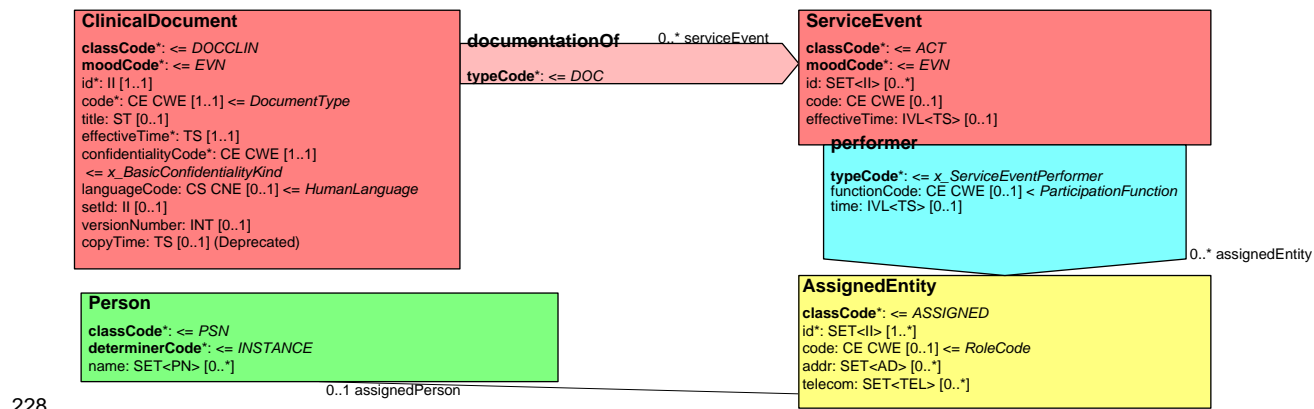 ClinicalDocument
classCode*: <= DOCCLIN
moodCode*: <= EVN
id*: II [1..1]
code*: CE CWE [1..1] <= DocumentType
title: ST [0..1]
effectiveTime*: TS [1..1]
confidentialityCode*: CE CWE [1..1]
<= x_BasicConfidentialityKind
languageCode: CS CNE [0..1] <= HumanLanguage
setId: II [0..1]
versionNumber: INT [0..1]
copyTime: TS [0..1] (Deprecated)
documentationOf
0..* serviceEvent
typeCode*: <= DOC
ServiceEvent
classCode*: <= ACT
moodCode*: <= EVN
id: SET<II> [0..*]
code: CE CWE [0..1]
effectiveTime: IVL<TS> [0..1]
performer
typeCode*: <= x_ServiceEventPerformer
functionCode: CE CWE [0..1] < ParticipationFunction
time: IVL<TS> [0..1]
0..* assignedEntity
Person
classCode*: <= PSN
determinerCode*: <= INSTANCE
name: SET<PN> [0..*]
0..1 assignedPerson
AssignedEntity
classCode*: <= ASSIGNED
id*: SET<II> [1..*]
code: CE CWE [0..1] <= RoleCode
addr: SET<AD> [0..*]
telecom: SET<TEL> [0..*]
228